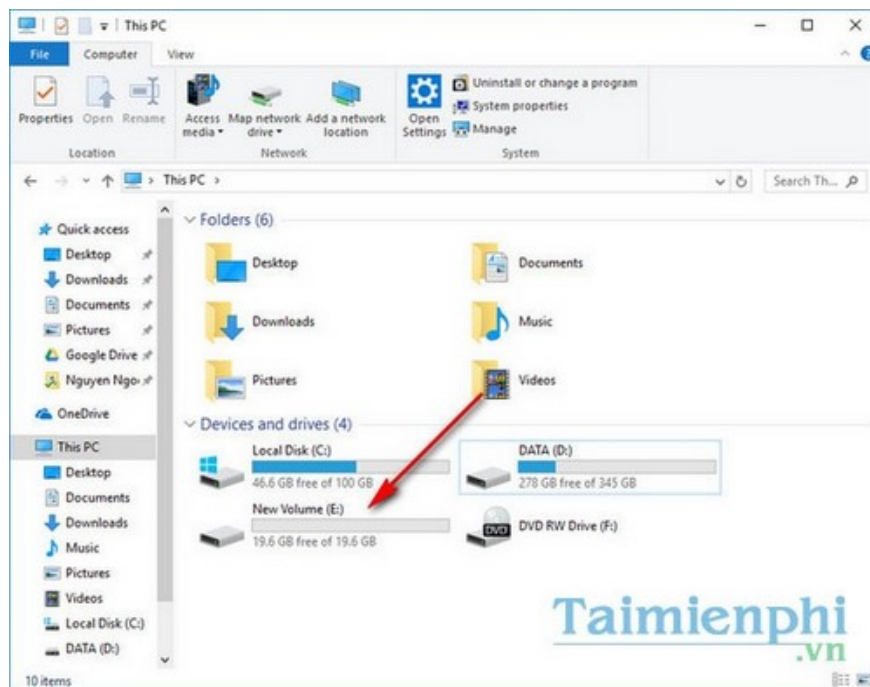 This PC
File Computer View
Properties Open Rename Access media Map network drive Add a network location Open Settings Uninstall or change a program
System properties
Manage
Location Network System
This PC Search Th...
Quick access
Desktop
Downloads
Documents
Pictures
Google Drive
Nguyen Ngo
OneDrive
This PC
Desktop
Documents
Downloads
Music
Pictures
Videos
Local Disk (C:)
DATA (D:)
Folders (6)
Desktop Documents
Downloads Music
Pictures Videos
Devices and drives (4)
Local Disk (C:) DATA (D:)
46.6 GB free of 100 GB 278 GB free of 345 GB
New Volume (E:)
19.6 GB free of 19.6 GB
DVD DVD RW Drive (F:)
Taimienphi
.vn
10 items